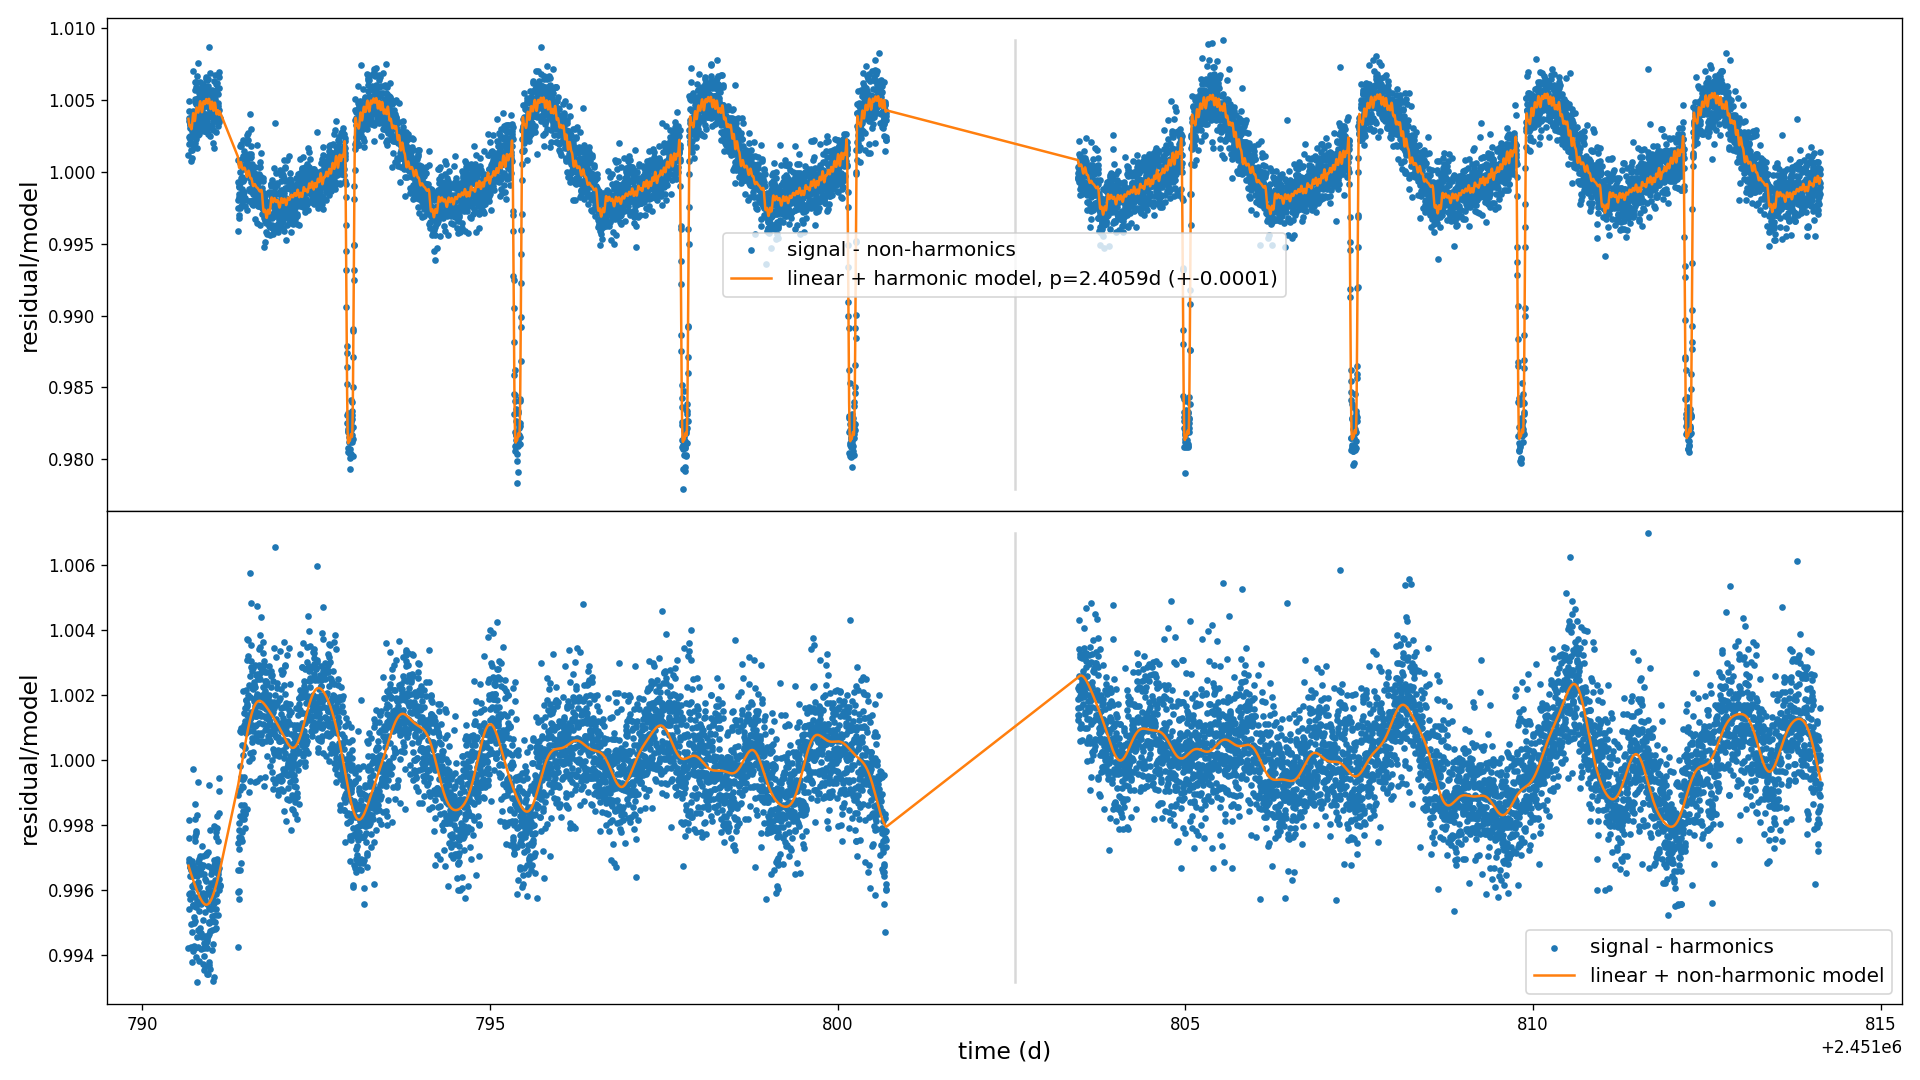 1.010
1.005
1.000
0.995
0.990
0.985
0.980
residual/model
signal - non-harmonics
linear + harmonic model, p=2.4059d (+-0.0001)
1.006
1.004
1.002
1.000
0.998
0.996
0.994
residual/model
signal - harmonics
linear + non-harmonic model
790
795
800
805
810
815
time (d)
+2.451e6